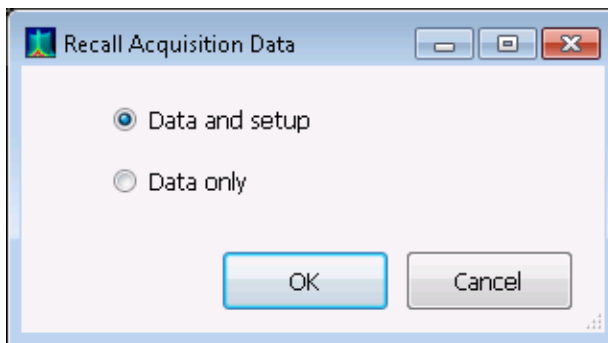 Recall Acquisition Data
Data and setup
Data only
OK Cancel